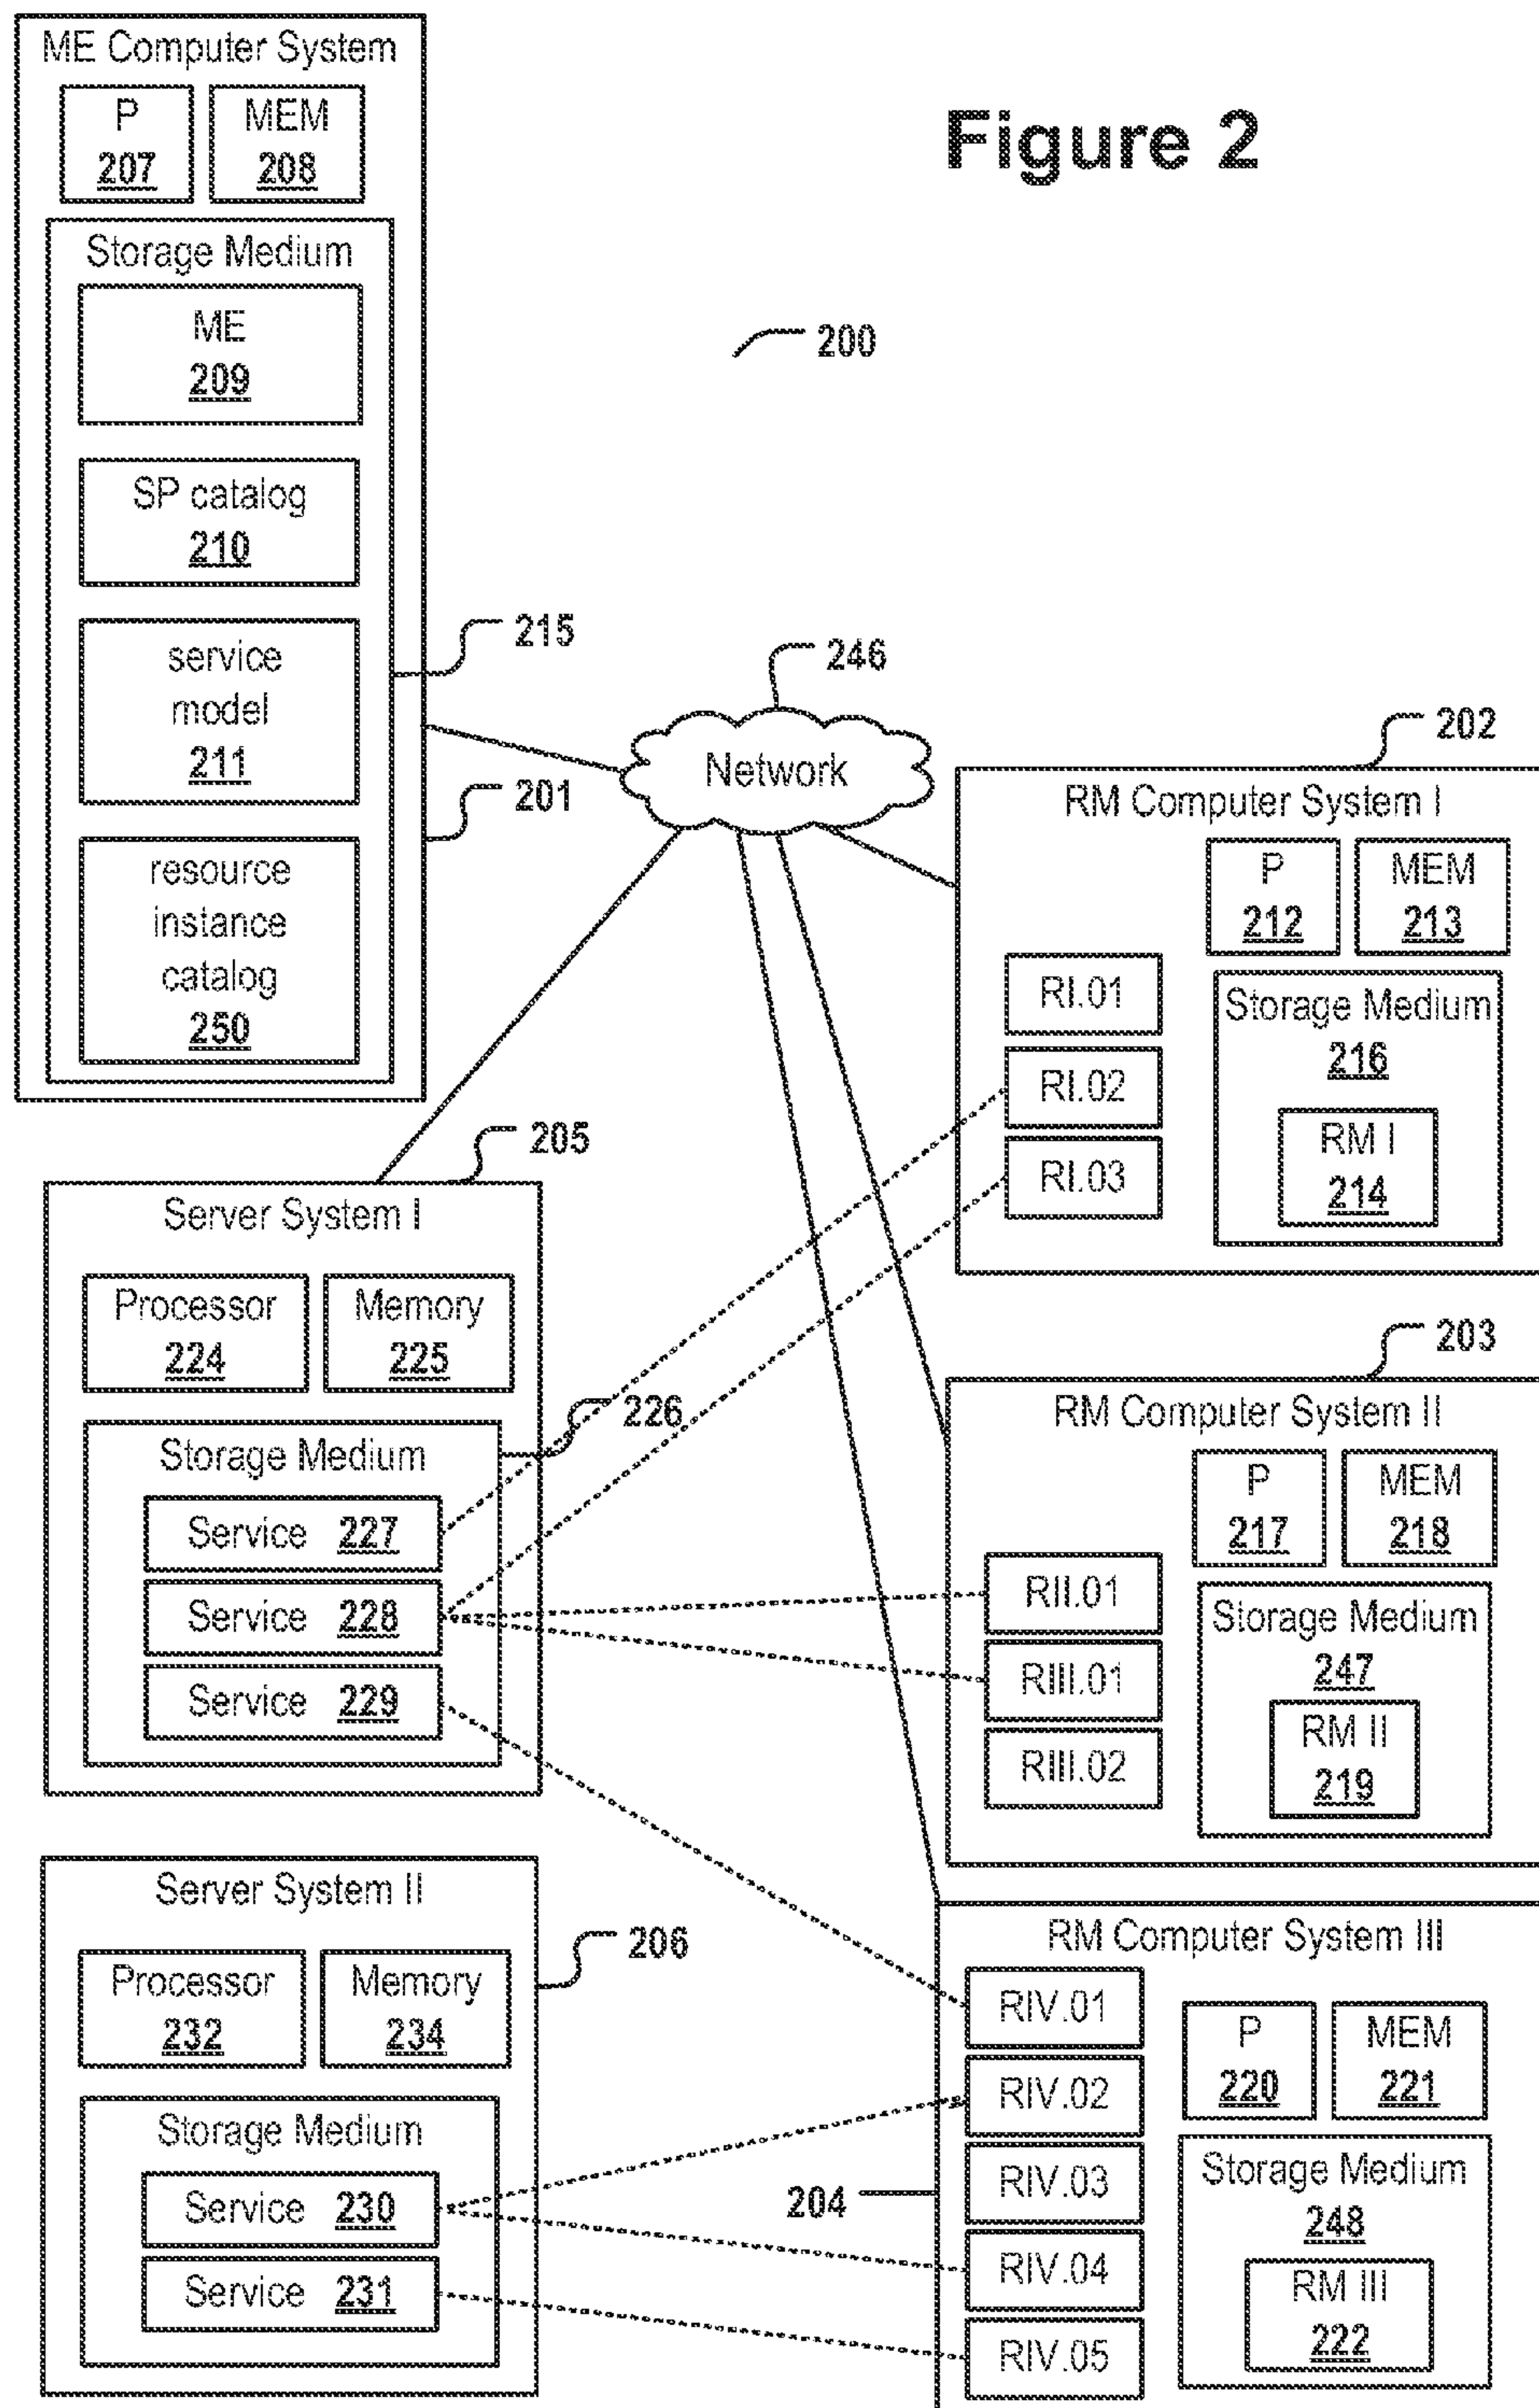 Figure 2
200
ME Computer System
P
207
MEM
208
Storage Medium
ME
209
SP catalog
210
service
model
211
resource
instance
catalog
250
215
201
246
Network
202
RM Computer System I
P
212
MEM
213
RI.01
RI.02
RI.03
Storage Medium
216
RM I
214
205
Server System I
Processor
224
Memory
225
226
Storage Medium
Service 227
Service 228
Service 229
203
RM Computer System II
P
217
MEM
218
RII.01
RIII.01
RIII.02
Storage Medium
247
RM II
219
Server System II
206
Processor
232
Memory
234
Storage Medium
Service 230
Service 231
204
RM Computer System III
RIV.01
RIV.02
RIV.03
RIV.04
RIV.05
P
220
MEM
221
Storage Medium
248
RM III
222